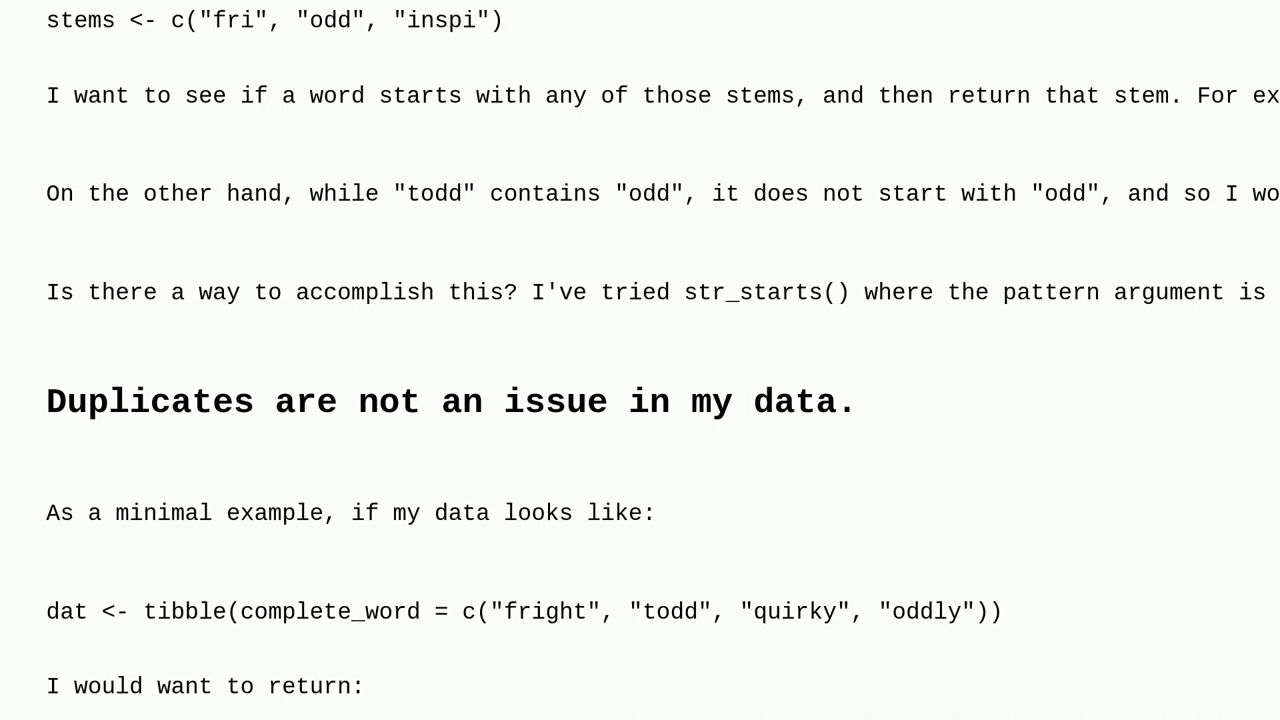 stems <- c("fri", "odd", "inspi")
I want to see if a word starts with any of those stems, and then return that stem. For ex
On the other hand, while "todd" contains "odd", it does not start with "odd", and so I wo
Is there a way to accomplish this? I've tried str_starts() where the pattern argument is
Duplicates are not an issue in my data.
As a minimal example, if my data looks like:
dat <- tibble(complete_word = c("fright", "todd", "quirky", "oddly"))
I would want to return: